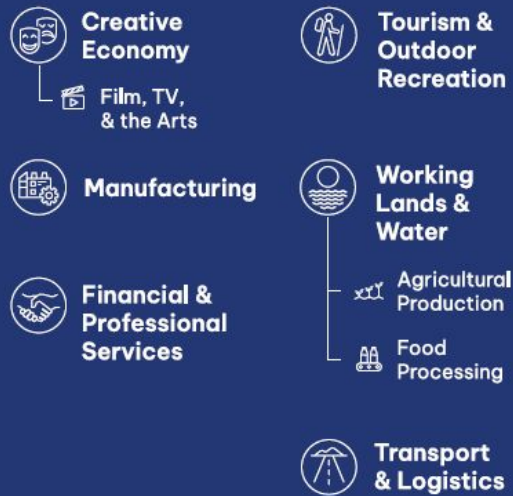 Creative
Economy
Film, TV,
& the Arts
Manufacturing
Financial &
Professional
Services
Tourism &
Outdoor
Recreation
Working
Lands &
Water
Agricultural
Production
Food
Processing
Transport
& Logistics